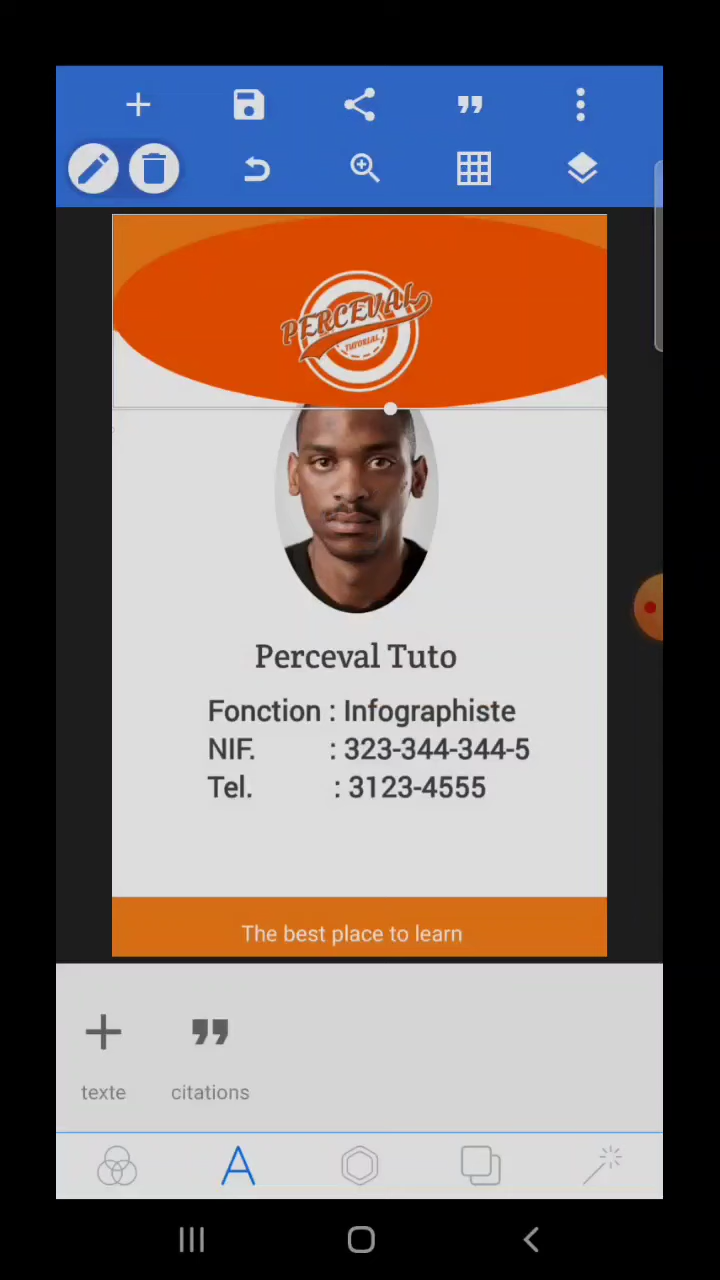 PERCEVAL
TUTORIAL
Perceval Tuto
Fonction : Infographiste
NIF. : 323-344-344-5
Tel. : 3123-4555
The best place to learn
texte
citations